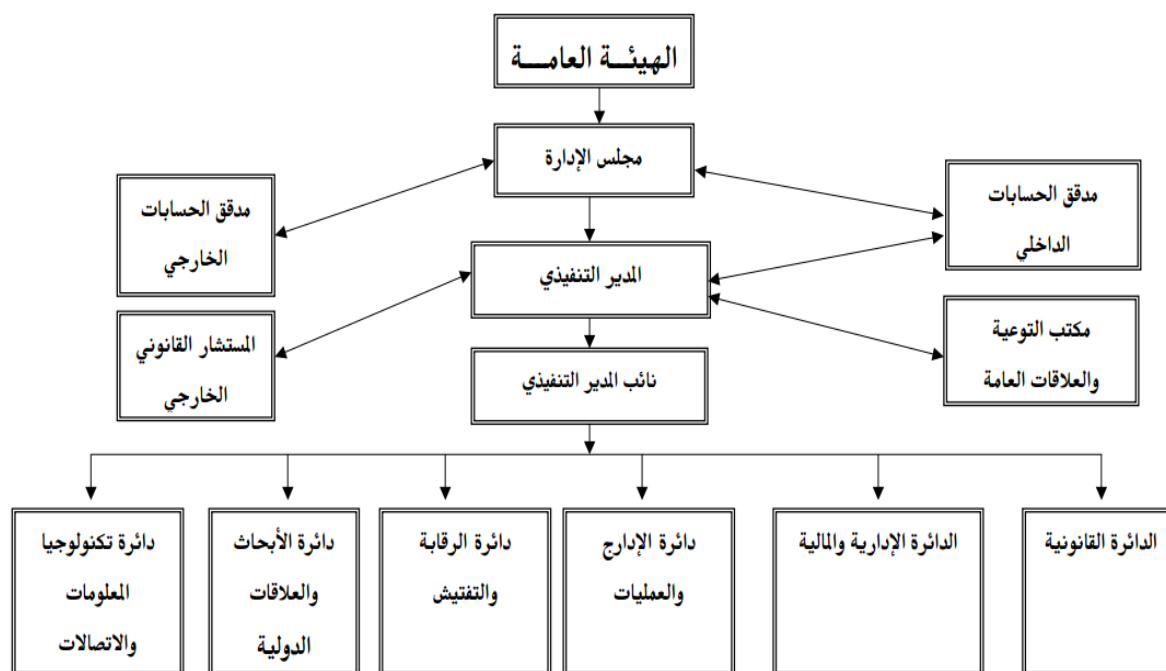 الهيئـــة العامـــة
مجلس الإدارة
مدقق الحسابات
الداخلي
مدقق الحسابات
الخارجي
المدير التنفيذي
مكتب التوعية
والعلاقات العامة
المستشار القانوني
الخارجي
نائب المدير التنفيذي
الدائرة القانونية
الدائرة الإدارية والمالية
دائرة الإدارج
والعمليات
دائرة الرقابة
والتفتيش
دائرة الأبحاث
والعلاقات
الدولية
دائرة تكنولوجيا
المعلومات
والاتصالات